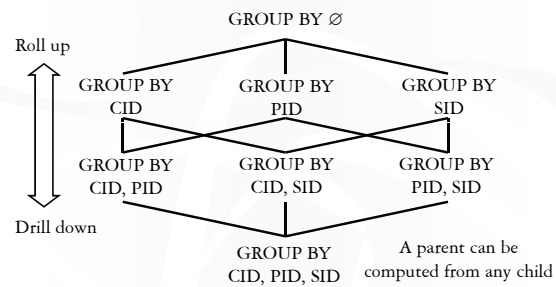 GROUP BY ∅
Roll up
GROUP BY
CID
GROUP BY
PID
GROUP BY
SID
GROUP BY
CID, PID
GROUP BY
CID, SID
GROUP BY
PID, SID
Drill down
GROUP BY
CID, PID, SID
A parent can be
computed from any child